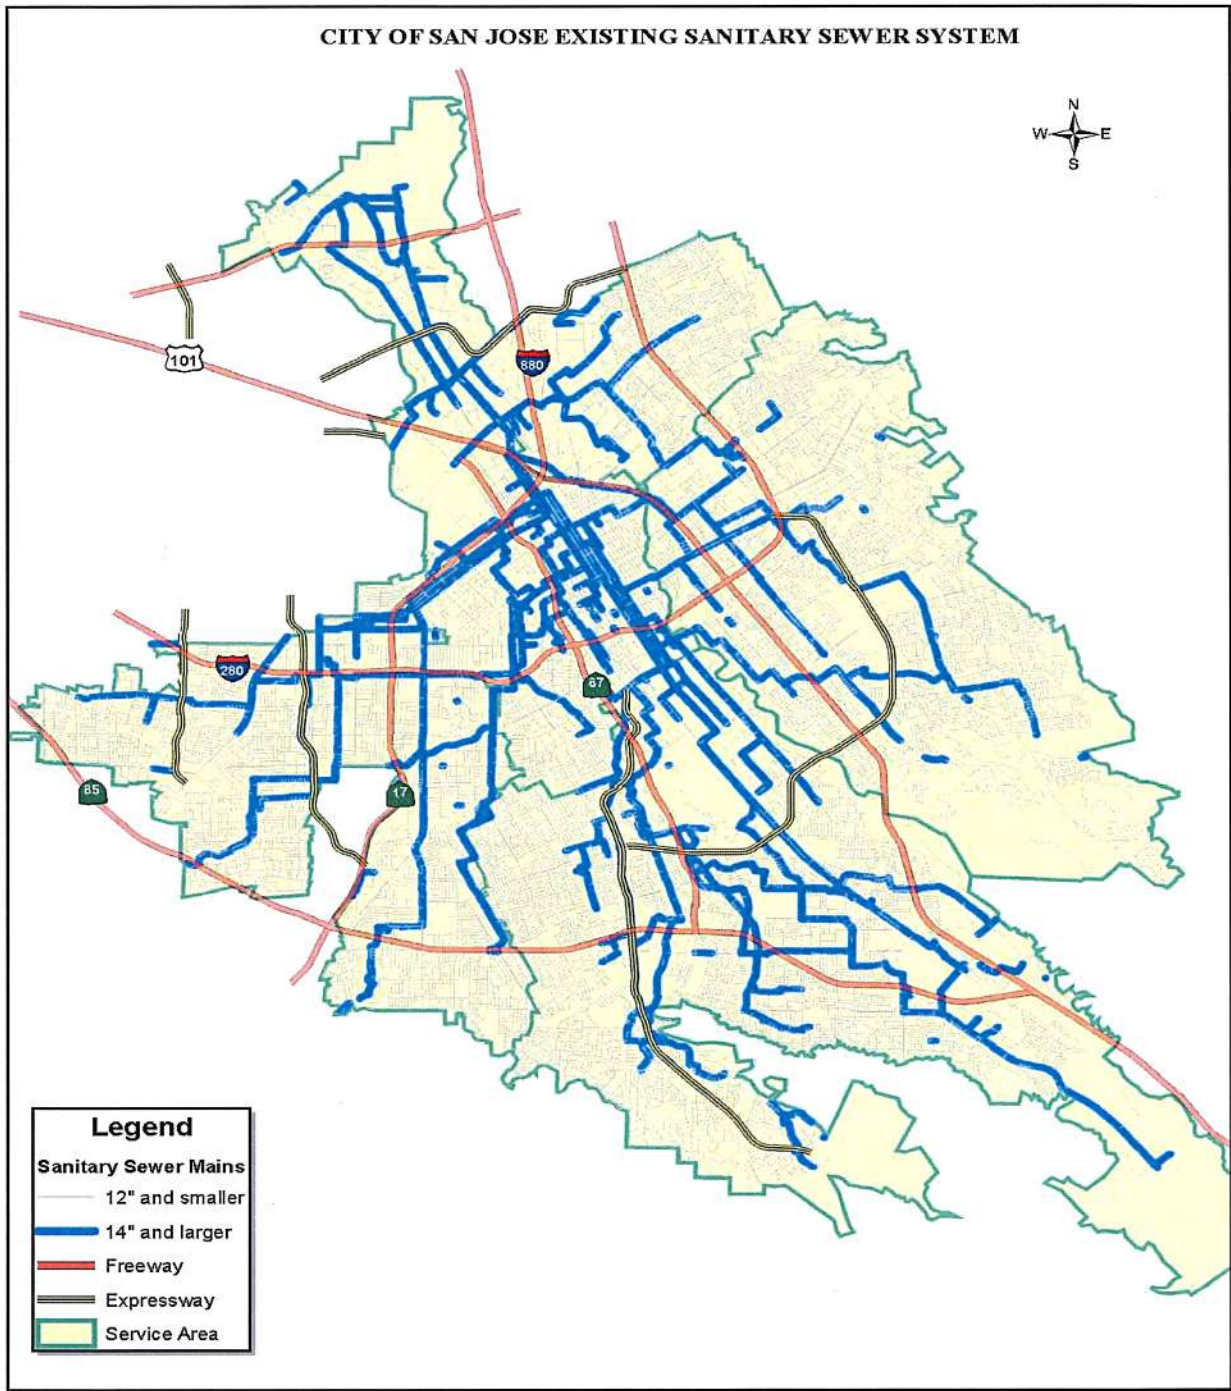 CITY OF SAN JOSE EXISTING SANITARY SEWER SYSTEM
N
W E
S
101
880
280
87
85
17
Legend
Sanitary Sewer Mains
12" and smaller
14" and larger
Freeway
Expressway
Service Area